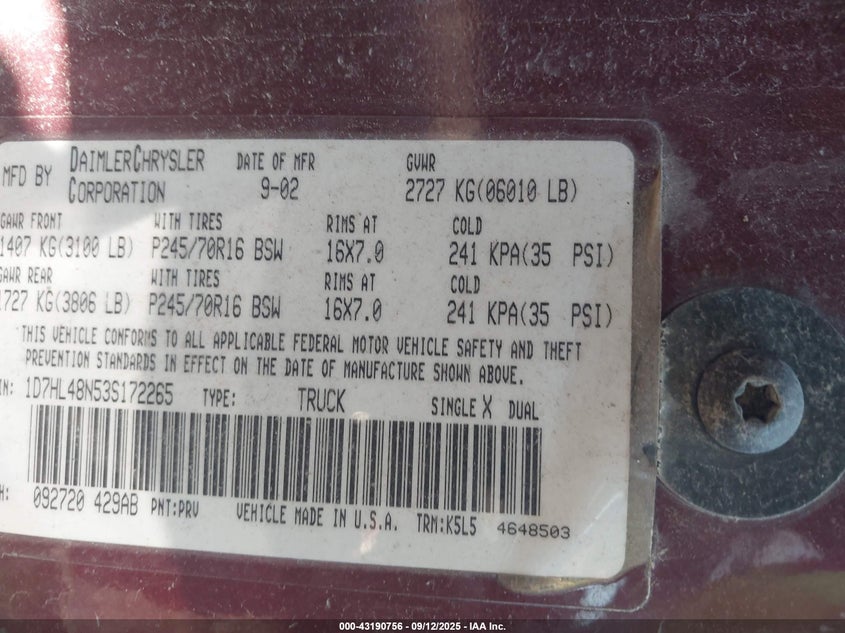 MFD BY DAIMLERCHRYSLER CORPORATION DATE OF MFR 9-02 GVWR 2727 KG(06010 LB)
GAWR FRONT WITH TIRES RIMS AT COLD
1407 KG(3100 LB) P245/70R16 BSW 16X7.0 241 KPA(35 PSI)
GAWR REAR WITH TIRES RIMS AT COLD
1727 KG(3806 LB) P245/70R16 BSW 16X7.0 241 KPA(35 PSI)
THIS VEHICLE CONFORMS TO ALL APPLICABLE FEDERAL MOTOR VEHICLE SAFETY AND THEFT
PREVENTION STANDARDS IN EFFECT ON THE DATE OF MANUFACTURE SHOWN ABOVE.
IN: 1D7HL48N53S172265 TYPE: TRUCK SINGLE X DUAL
H: 092720 429AB PNT:PRV VEHICLE MADE IN U.S.A. TRM:K5L5 4648503
000-43190756 - 09/12/2025 - IAA Inc.